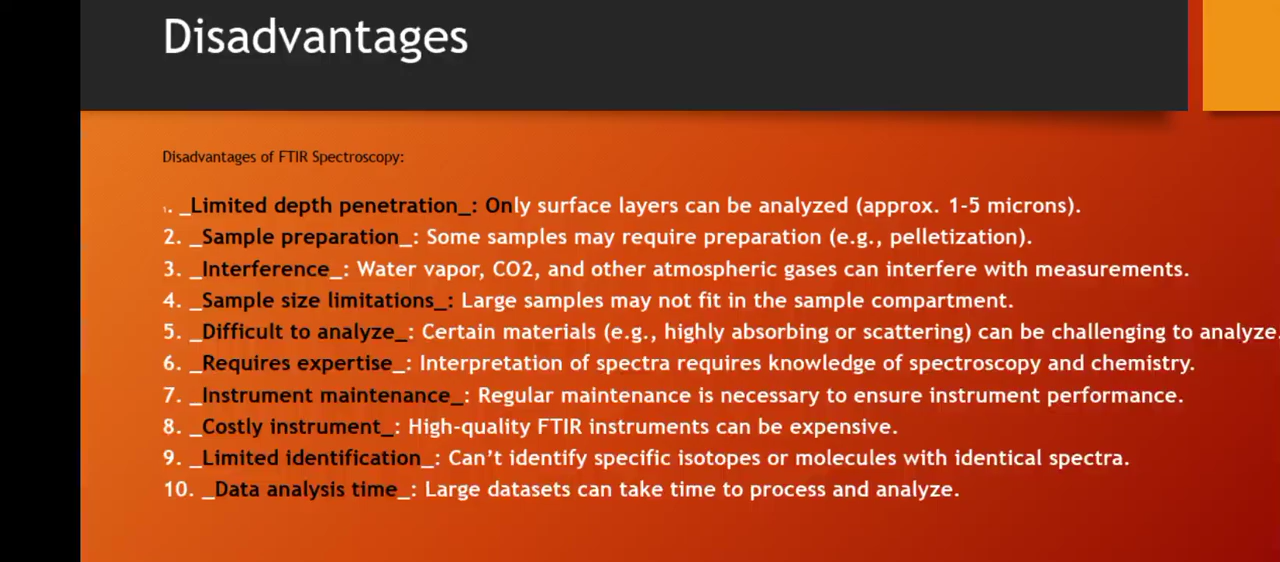 Disadvantages
Disadvantages of FTIR Spectroscopy:
1. _Limited depth penetration_: Only surface layers can be analyzed (approx. 1-5 microns).
2. _Sample preparation_: Some samples may require preparation (e.g., pelletization).
3. _Interference_: Water vapor, CO2, and other atmospheric gases can interfere with measurements.
4. _Sample size limitations_: Large samples may not fit in the sample compartment.
5. _Difficult to analyze_: Certain materials (e.g., highly absorbing or scattering) can be challenging to analyze.
6. _Requires expertise_: Interpretation of spectra requires knowledge of spectroscopy and chemistry.
7. _Instrument maintenance_: Regular maintenance is necessary to ensure instrument performance.
8. _Costly instrument_: High-quality FTIR instruments can be expensive.
9. _Limited identification_: Can’t identify specific isotopes or molecules with identical spectra.
10. _Data analysis time_: Large datasets can take time to process and analyze.